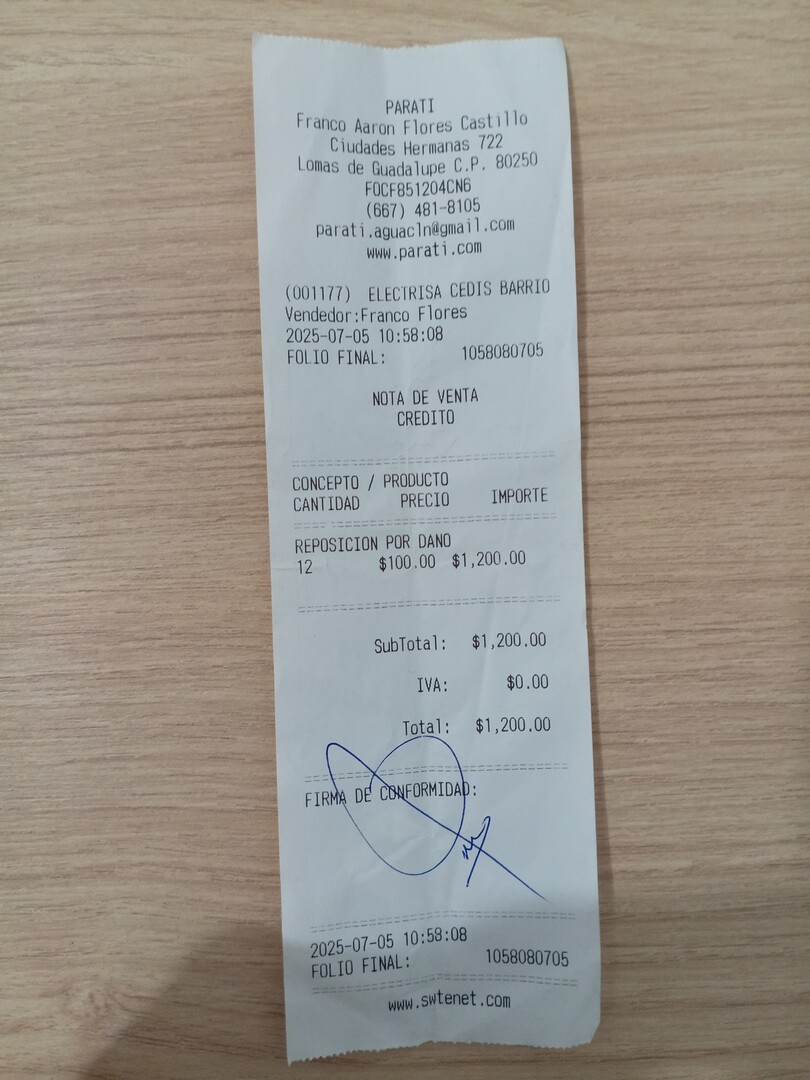 PARATI
Franco Aaron Flores Castillo
Ciudades Hermanas 722
Lomas de Guadalupe C.P. 80250
FOCF851204CN6
(667) 481-8105
parati.aguacln@gmail.com
www.parati.com
(001177) ELECTRISA CEDIS BARRIO
Vendedor:Franco Flores
2025-07-05 10:58:08
FOLIO FINAL: 1058080705
NOTA DE VENTA
CREDITO
CONCEPTO / PRODUCTO
CANTIDAD PRECIO IMPORTE
REPOSICION POR DANO
12 $100.00 $1,200.00
SubTotal: $1,200.00
IVA: $0.00
Total: $1,200.00
FIRMA DE CONFORMIDAD:
2025-07-05 10:58:08
FOLIO FINAL: 1058080705
www.swtenet.com